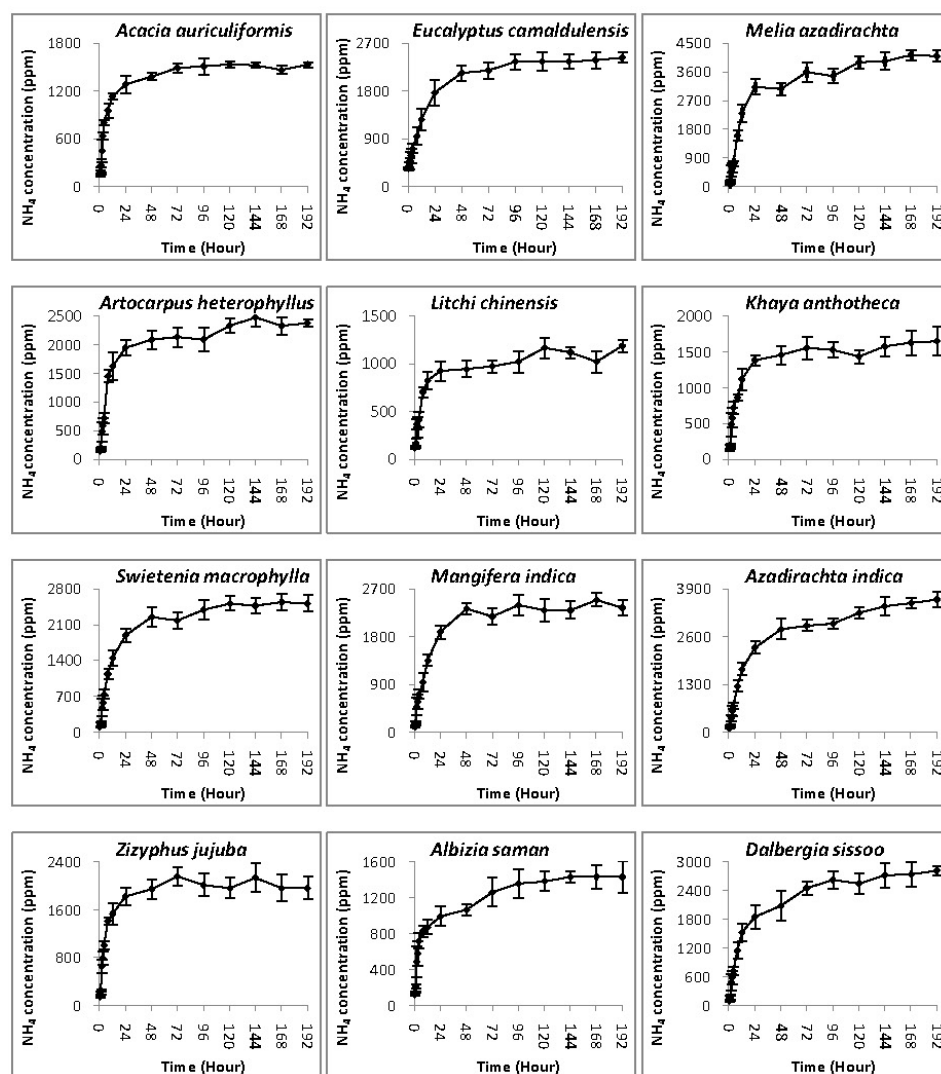 Acacia auriculiformis
NH₄ concentration (ppm)
1800
1200
600
0
0 24 48 72 96 120 144 168 192
Time (Hour)
Eucalyptus camaldulensis
NH₄ concentration (ppm)
2700
1800
900
0
0 24 48 72 96 120 144 168 192
Time (Hour)
Melia azadirachta
NH₄ concentration (ppm)
4500
3600
2700
1800
900
0
0 24 48 72 96 120 144 168 192
Time (Hour)
Artocarpus heterophyllus
NH₄ concentration (ppm)
2500
2000
1500
1000
500
0
0 24 48 72 96 120 144 168 192
Time (Hour)
Litchi chinensis
NH₄ concentration (ppm)
1500
1000
500
0
0 24 48 72 96 120 144 168 192
Time (Hour)
Khaya anthotheca
NH₄ concentration (ppm)
2000
1500
1000
500
0
0 24 48 72 96 120 144 168 192
Time (Hour)
Swietenia macrophylla
NH₄ concentration (ppm)
2800
2100
1400
700
0
0 24 48 72 96 120 144 168 192
Time (Hour)
Mangifera indica
NH₄ concentration (ppm)
2700
1800
900
0
0 24 48 72 96 120 144 168 192
Time (Hour)
Azadirachta indica
NH₄ concentration (ppm)
3900
2600
1300
0
0 24 48 72 96 120 144 168 192
Time (Hour)
Zizyphus jujuba
NH₄ concentration (ppm)
2400
1600
800
0
0 24 48 72 96 120 144 168 192
Time (Hour)
Albizia saman
NH₄ concentration (ppm)
1600
1200
800
400
0
0 24 48 72 96 120 144 168 192
Time (Hour)
Dalbergia sissoo
NH₄ concentration (ppm)
3000
2400
1800
1200
600
0
0 24 48 72 96 120 144 168 192
Time (Hour)